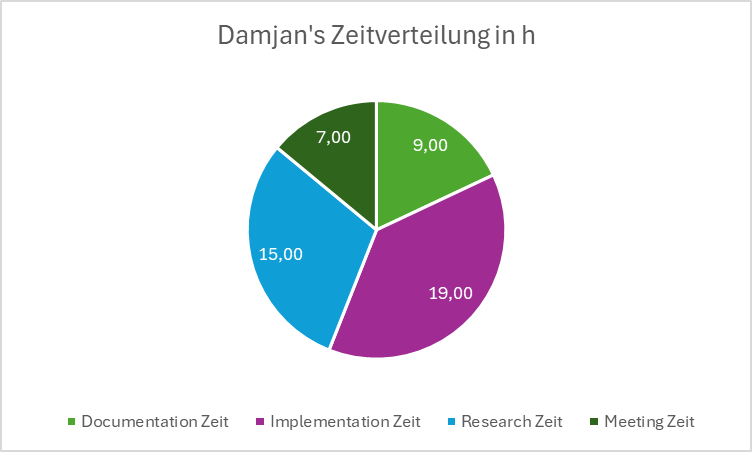 Damjan's Zeitverteilung in h
7,00
9,00
15,00
19,00
Documentation Zeit
Implementation Zeit
Research Zeit
Meeting Zeit